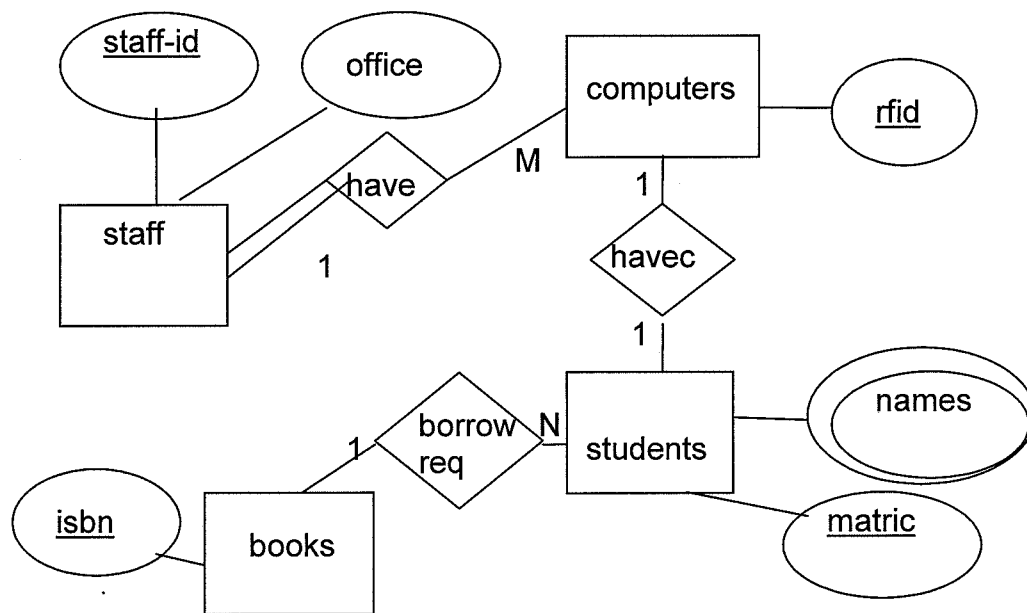 staff-id
office
computers
rfid
M
have
staff
1
1
havec
1
names
borrow
req
N
1
students
isbn
books
matric